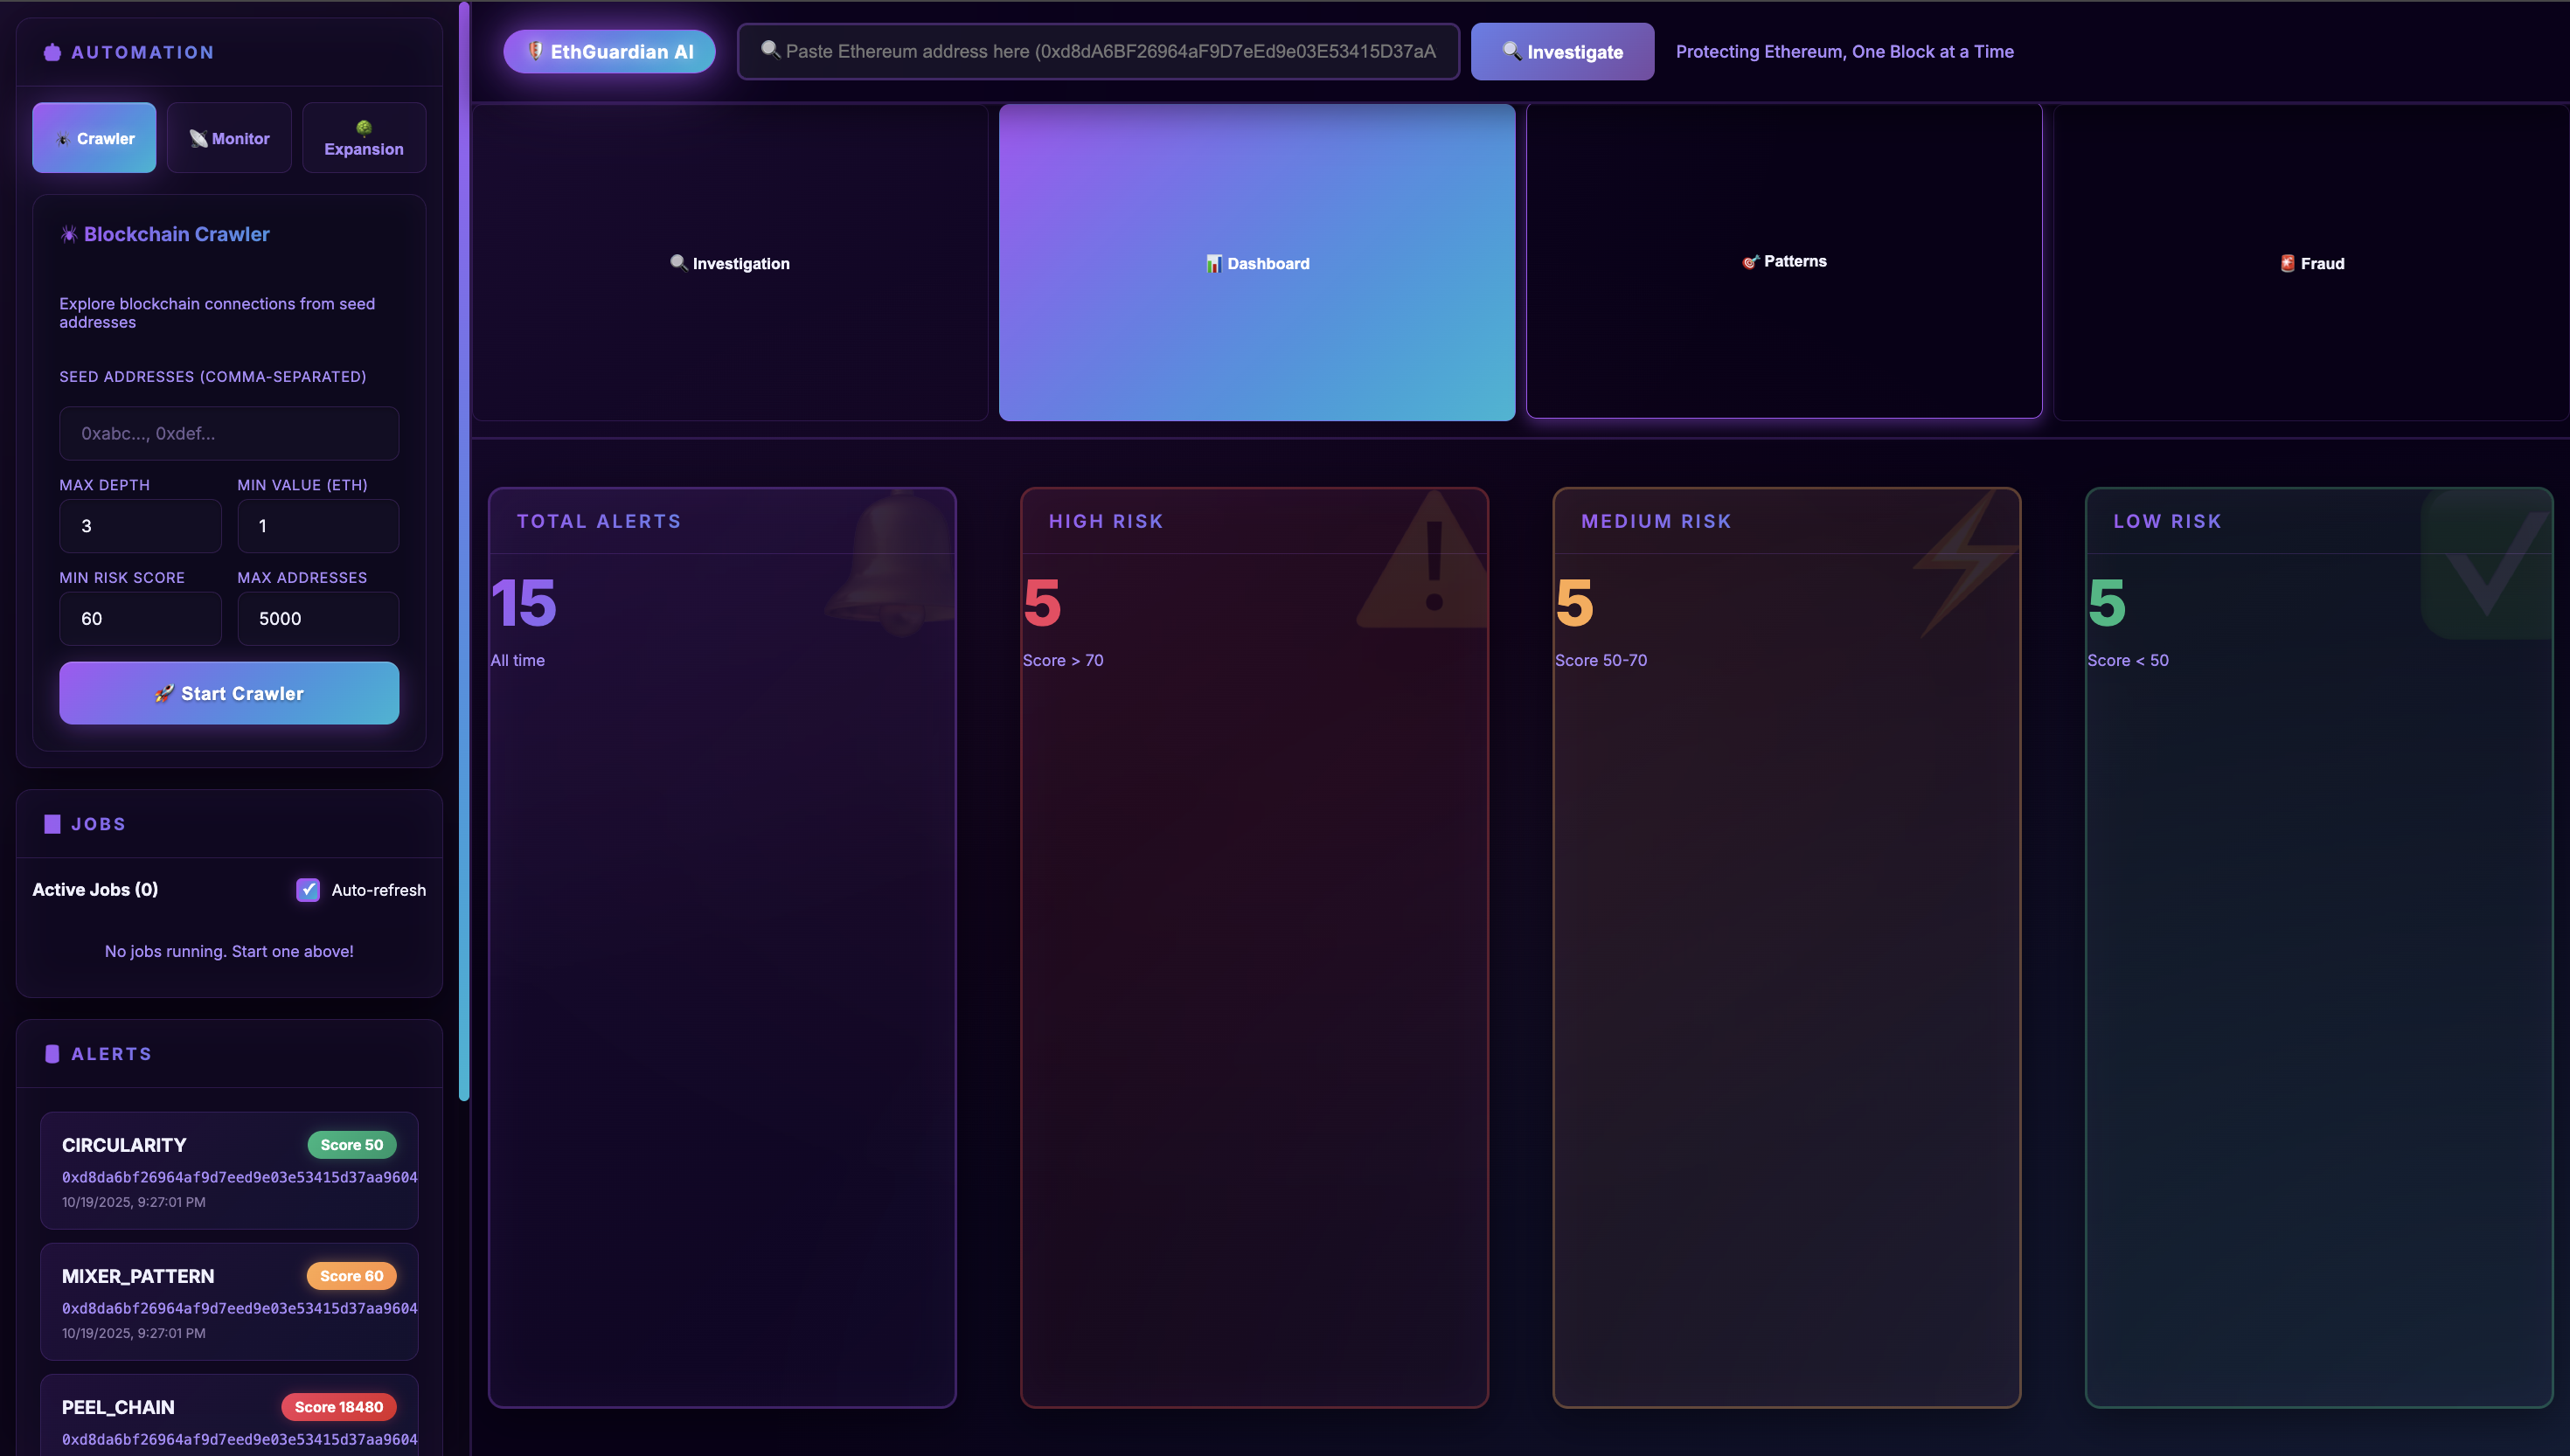 AUTOMATION
Crawler
Monitor
Expansion
Blockchain Crawler
Explore blockchain connections from seed
addresses
SEED ADDRESSES (COMMA-SEPARATED)
0xabc..., 0xdef...
MAX DEPTH
MIN VALUE (ETH)
3
1
MIN RISK SCORE
MAX ADDRESSES
60
5000
Start Crawler
JOBS
Active Jobs (0)
Auto-refresh
No jobs running. Start one above!
ALERTS
CIRCULARITY
Score 50
0xd8da6bf26964af9d7eed9e03e53415d37aa9604
10/19/2025, 9:27:01 PM
MIXER_PATTERN
Score 60
0xd8da6bf26964af9d7eed9e03e53415d37aa9604
10/19/2025, 9:27:01 PM
PEEL_CHAIN
Score 18480
0xd8da6bf26964af9d7eed9e03e53415d37aa9604
EthGuardian AI
Paste Ethereum address here (0xd8dA6BF26964aF9D7eEd9e03E53415D37aA
Investigate
Protecting Ethereum, One Block at a Time
Investigation
Dashboard
Patterns
Fraud
TOTAL ALERTS
15
All time
HIGH RISK
5
Score > 70
MEDIUM RISK
5
Score 50-70
LOW RISK
5
Score < 50